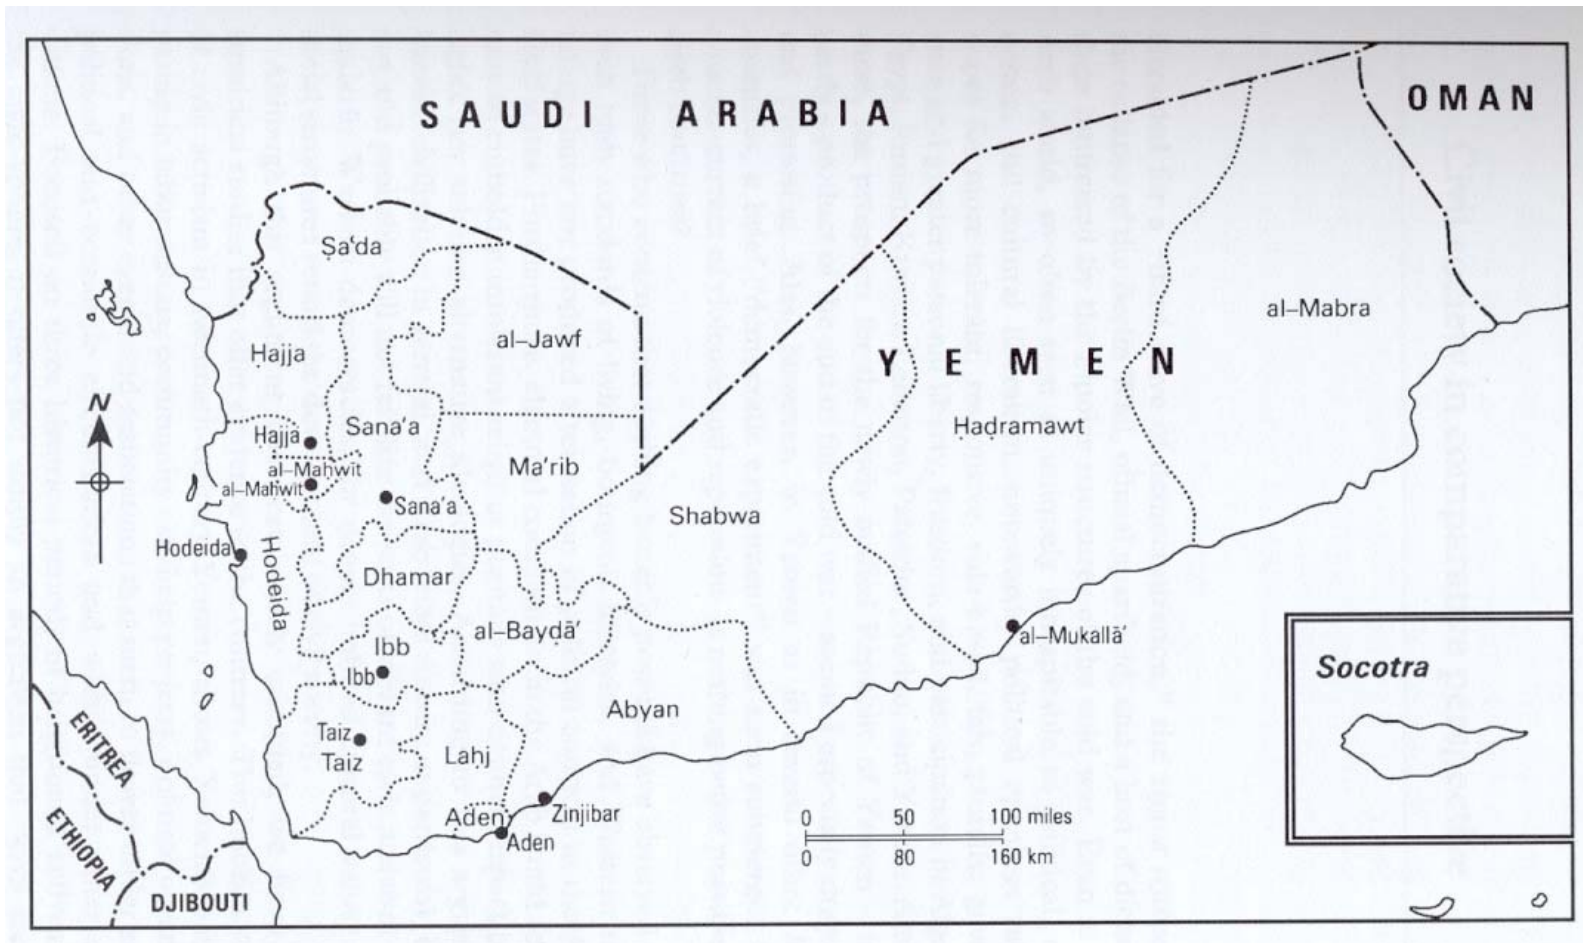 SAUDI ARABIA
OMAN
YEMEN
Sa'da
al–Jawf
al–Mabra
Hajja
Hadramawt
Sana'a
Hajja
al–Mahwit
Ma'rib
al–Mahwit
Sana'a
Shabwa
N
Hodeida
Hodeida
Dhamar
al–Baydā'
al–Mukallā
Ibb
Ibb
Socotra
Abyan
Taiz
Taiz
Lahj
Aden
Zinjibar
Aden
0 50 100 miles
0 80 160 km
ERITREA
ETHIOPIA
DJIBOUTI